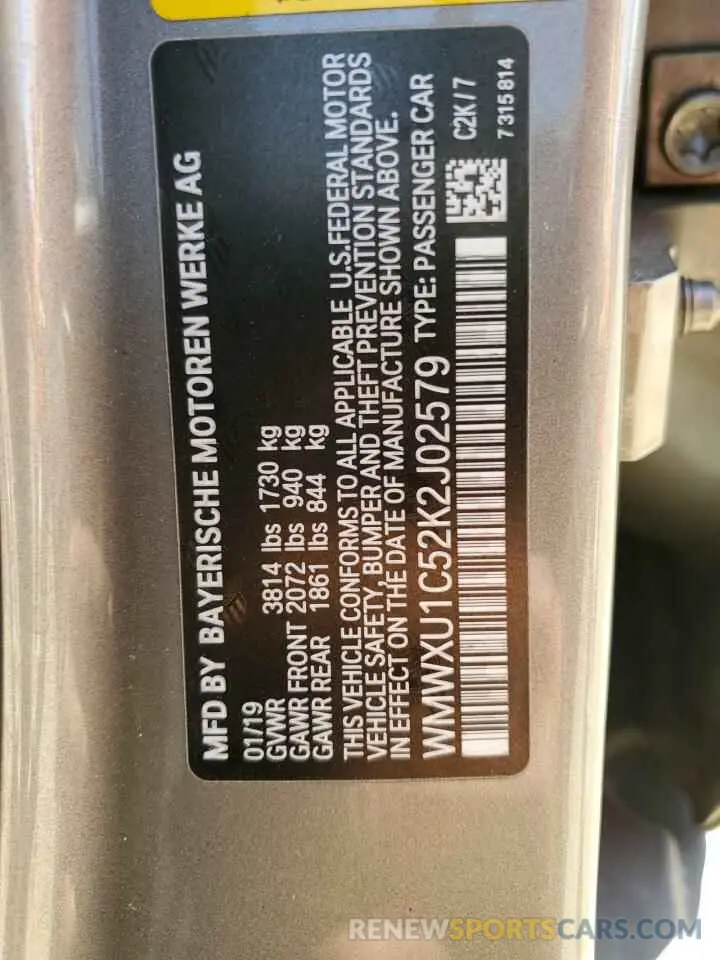 MFD BY BAYERISCHE MOTOREN WERKE AG
01/19
GVWR 3814 lbs 1730 kg
GAWR FRONT 2072 lbs 940 kg
GAWR REAR 1861 lbs 844 kg
THIS VEHICLE CONFORMS TO ALL APPLICABLE U.S.FEDERAL MOTOR
VEHICLE SAFETY, BUMPER AND THEFT PREVENTION STANDARDS
IN EFFECT ON THE DATE OF MANUFACTURE SHOWN ABOVE.
WMWXU1C52K2J02579 TYPE: PASSENGER CAR
C2K/7
7315814
RENEWSPORTSCARS.COM